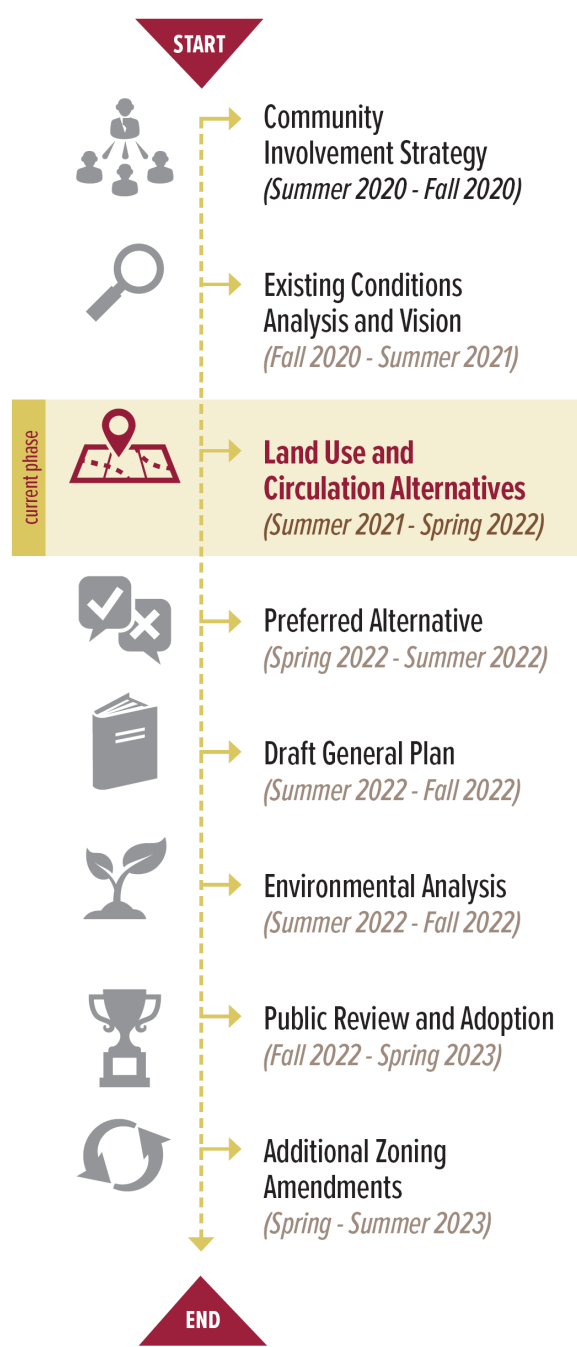 START
Community
Involvement Strategy
(Summer 2020 - Fall 2020)
Existing Conditions
Analysis and Vision
(Fall 2020 - Summer 2021)
current phase
Land Use and
Circulation Alternatives
(Summer 2021 - Spring 2022)
Preferred Alternative
(Spring 2022 - Summer 2022)
Draft General Plan
(Summer 2022 - Fall 2022)
Environmental Analysis
(Summer 2022 - Fall 2022)
Public Review and Adoption
(Fall 2022 - Spring 2023)
Additional Zoning
Amendments
(Spring - Summer 2023)
END